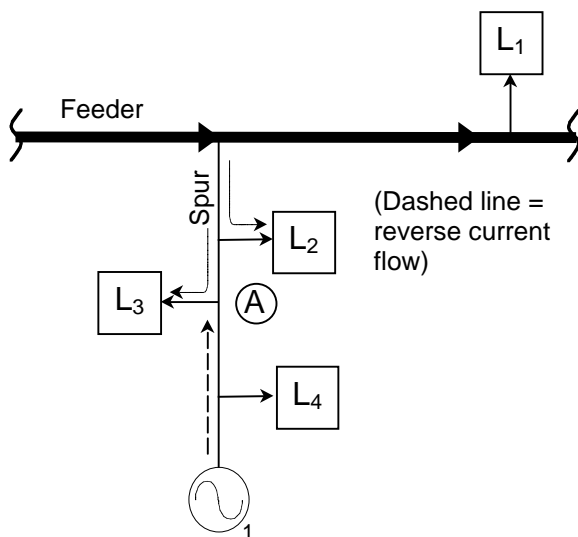 L1
Feeder
Spur
(Dashed line =
reverse current
flow)
L2
L3
A
L4
1